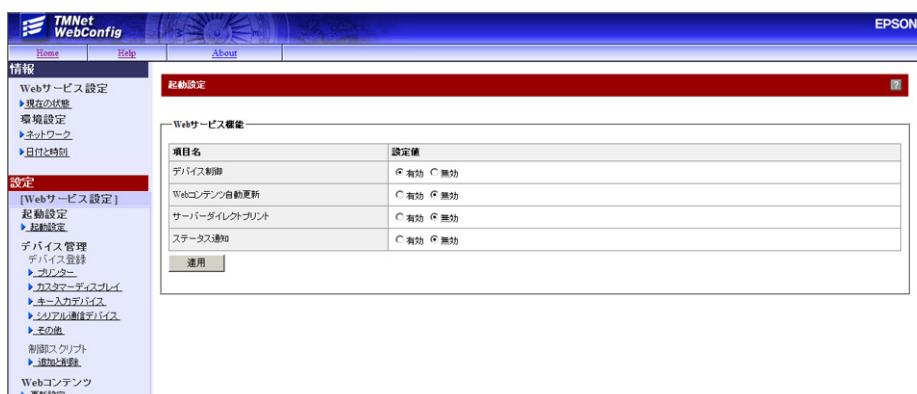 TMNet
WebConfig
EPSON
Home Help About
情報
Webサービス設定
現在の状態
環境設定
ネットワーク
日付と時刻
設定
[Webサービス設定]
起動設定
起動設定
デバイス管理
デバイス登録
プリンター
カスタマーディスプレイ
キー入力デバイス
シリアル通信デバイス
その他
制御スクリプト
追加と削除
Webコンテンツ
更新設定
起動設定 ?
Webサービス機能
項目名 設定値
デバイス制御 有効 無効
Webコンテンツ自動更新 有効 無効
サーバーダイレクトプリント 有効 無効
ステータス通知 有効 無効
適用